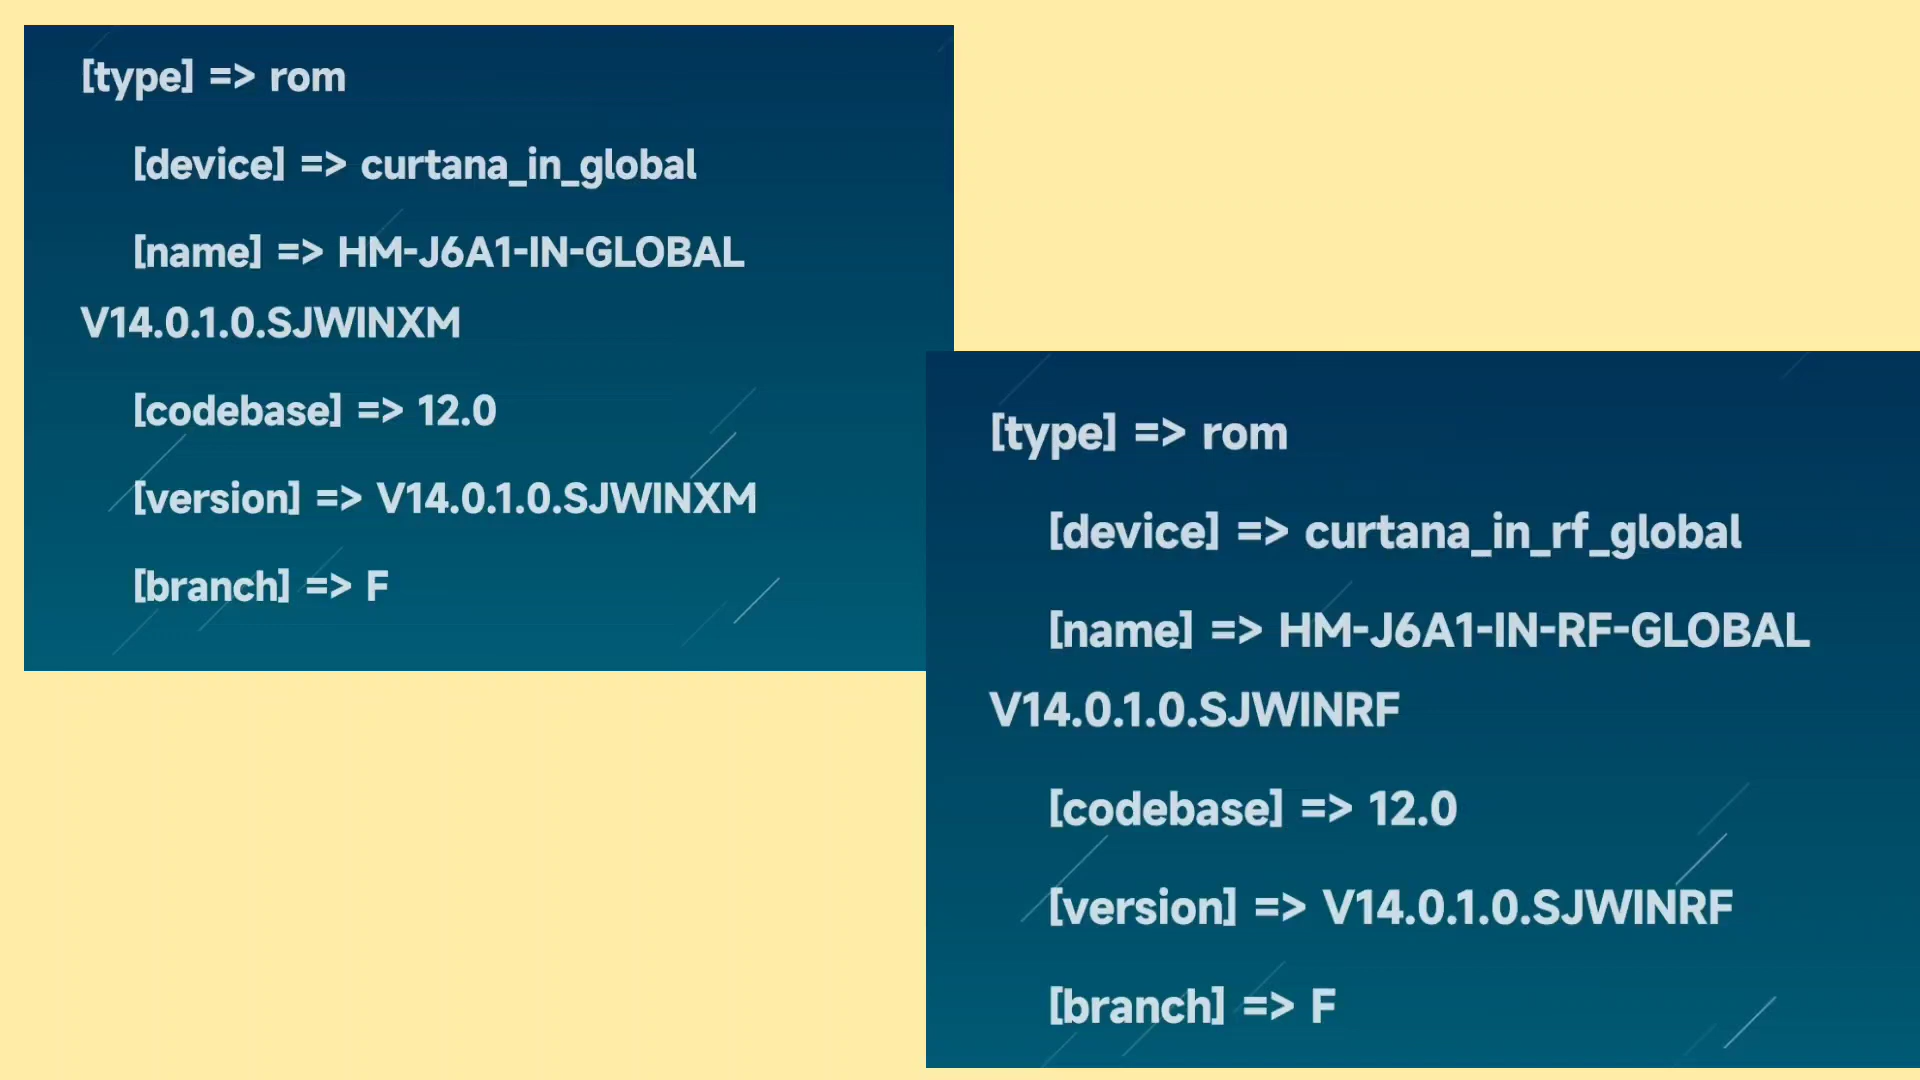 [type] => rom
[device] => curtana_in_global
[name] => HM-J6A1-IN-GLOBAL
V14.0.1.0.SJWINXM
[codebase] => 12.0
[version] => V14.0.1.0.SJWINXM
[branch] => F
[type] => rom
[device] => curtana_in_rf_global
[name] => HM-J6A1-IN-RF-GLOBAL
V14.0.1.0.SJWINRF
[codebase] => 12.0
[version] => V14.0.1.0.SJWINRF
[branch] => F